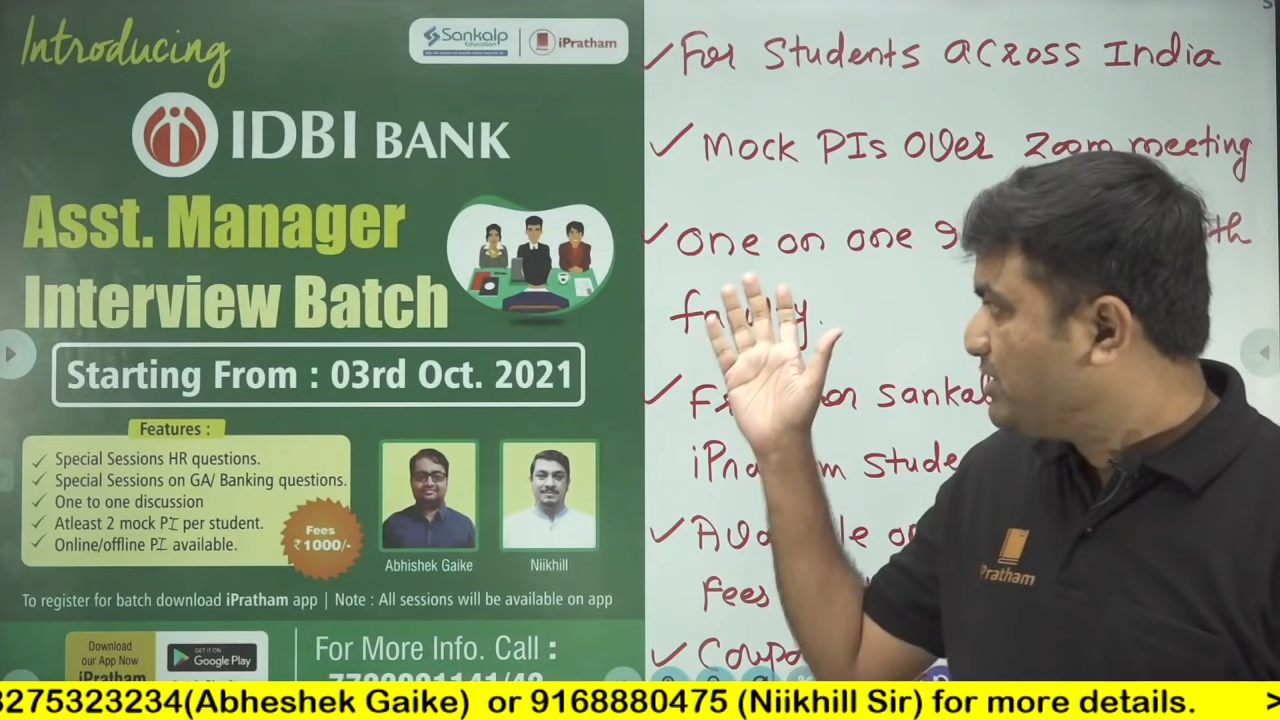 Introducing
Sankalp
Education
iPratham
IDBI BANK
Asst. Manager
Interview Batch
Starting From : 03rd Oct. 2021
Features :
Special Sessions HR questions.
Special Sessions on GA/ Banking questions.
One to one discussion
Atleast 2 mock PI per student.
Online/offline PI available.
Fees
₹1000/-
Abhishek Gaike
Niikhill
To register for batch download iPratham app | Note : All sessions will be available on app
Download
our App Now
iPratham
GET IT ON
Google Play
For More Info. Call :
✓ For Students across India
✓ Mock PIs Over Zoom meeting
✓ One on one
✓
iPratham
✓
Fees
✓
Pratham
3275323234(Abheshek Gaike) or 9168880475 (Niikhill Sir) for more details. >